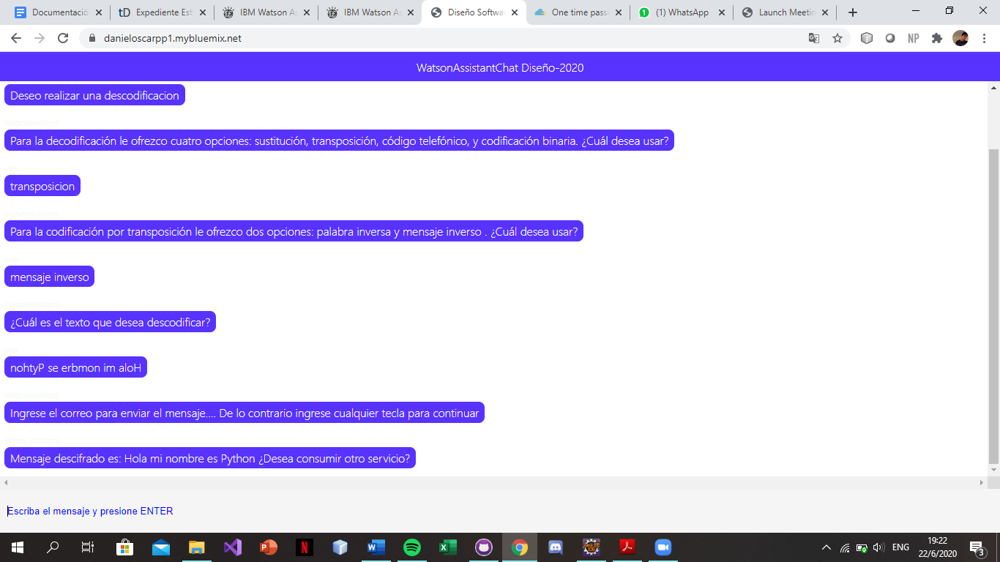 Documentació
Expediente Est
IBM Watson As
IBM Watson As
Diseño Softwa
One time pass
(1) WhatsApp
Launch Meetin
danieloscarpp1.mybluemix.net
NP
WatsonAssistantChat Diseño-2020
Deseo realizar una descodificacion
WatsonAssistant
Para la decodificación le ofrezco cuatro opciones: sustitución, transposición, código telefónico, y codificación binaria. ¿Cuál desea usar?
transposicion
WatsonAssistant
Para la codificación por transposición le ofrezco dos opciones: palabra inversa y mensaje inverso . ¿Cuál desea usar?
mensaje inverso
WatsonAssistant
¿Cuál es el texto que desea descodificar?
nohtyP se erbmon im aloH
WatsonAssistant
Ingrese el correo para enviar el mensaje.... De lo contrario ingrese cualquier tecla para continuar
WatsonAssistant
Mensaje descifrado es: Hola mi nombre es Python ¿Desea consumir otro servicio?
Escriba el mensaje y presione ENTER
ENG
19:22
22/6/2020
3